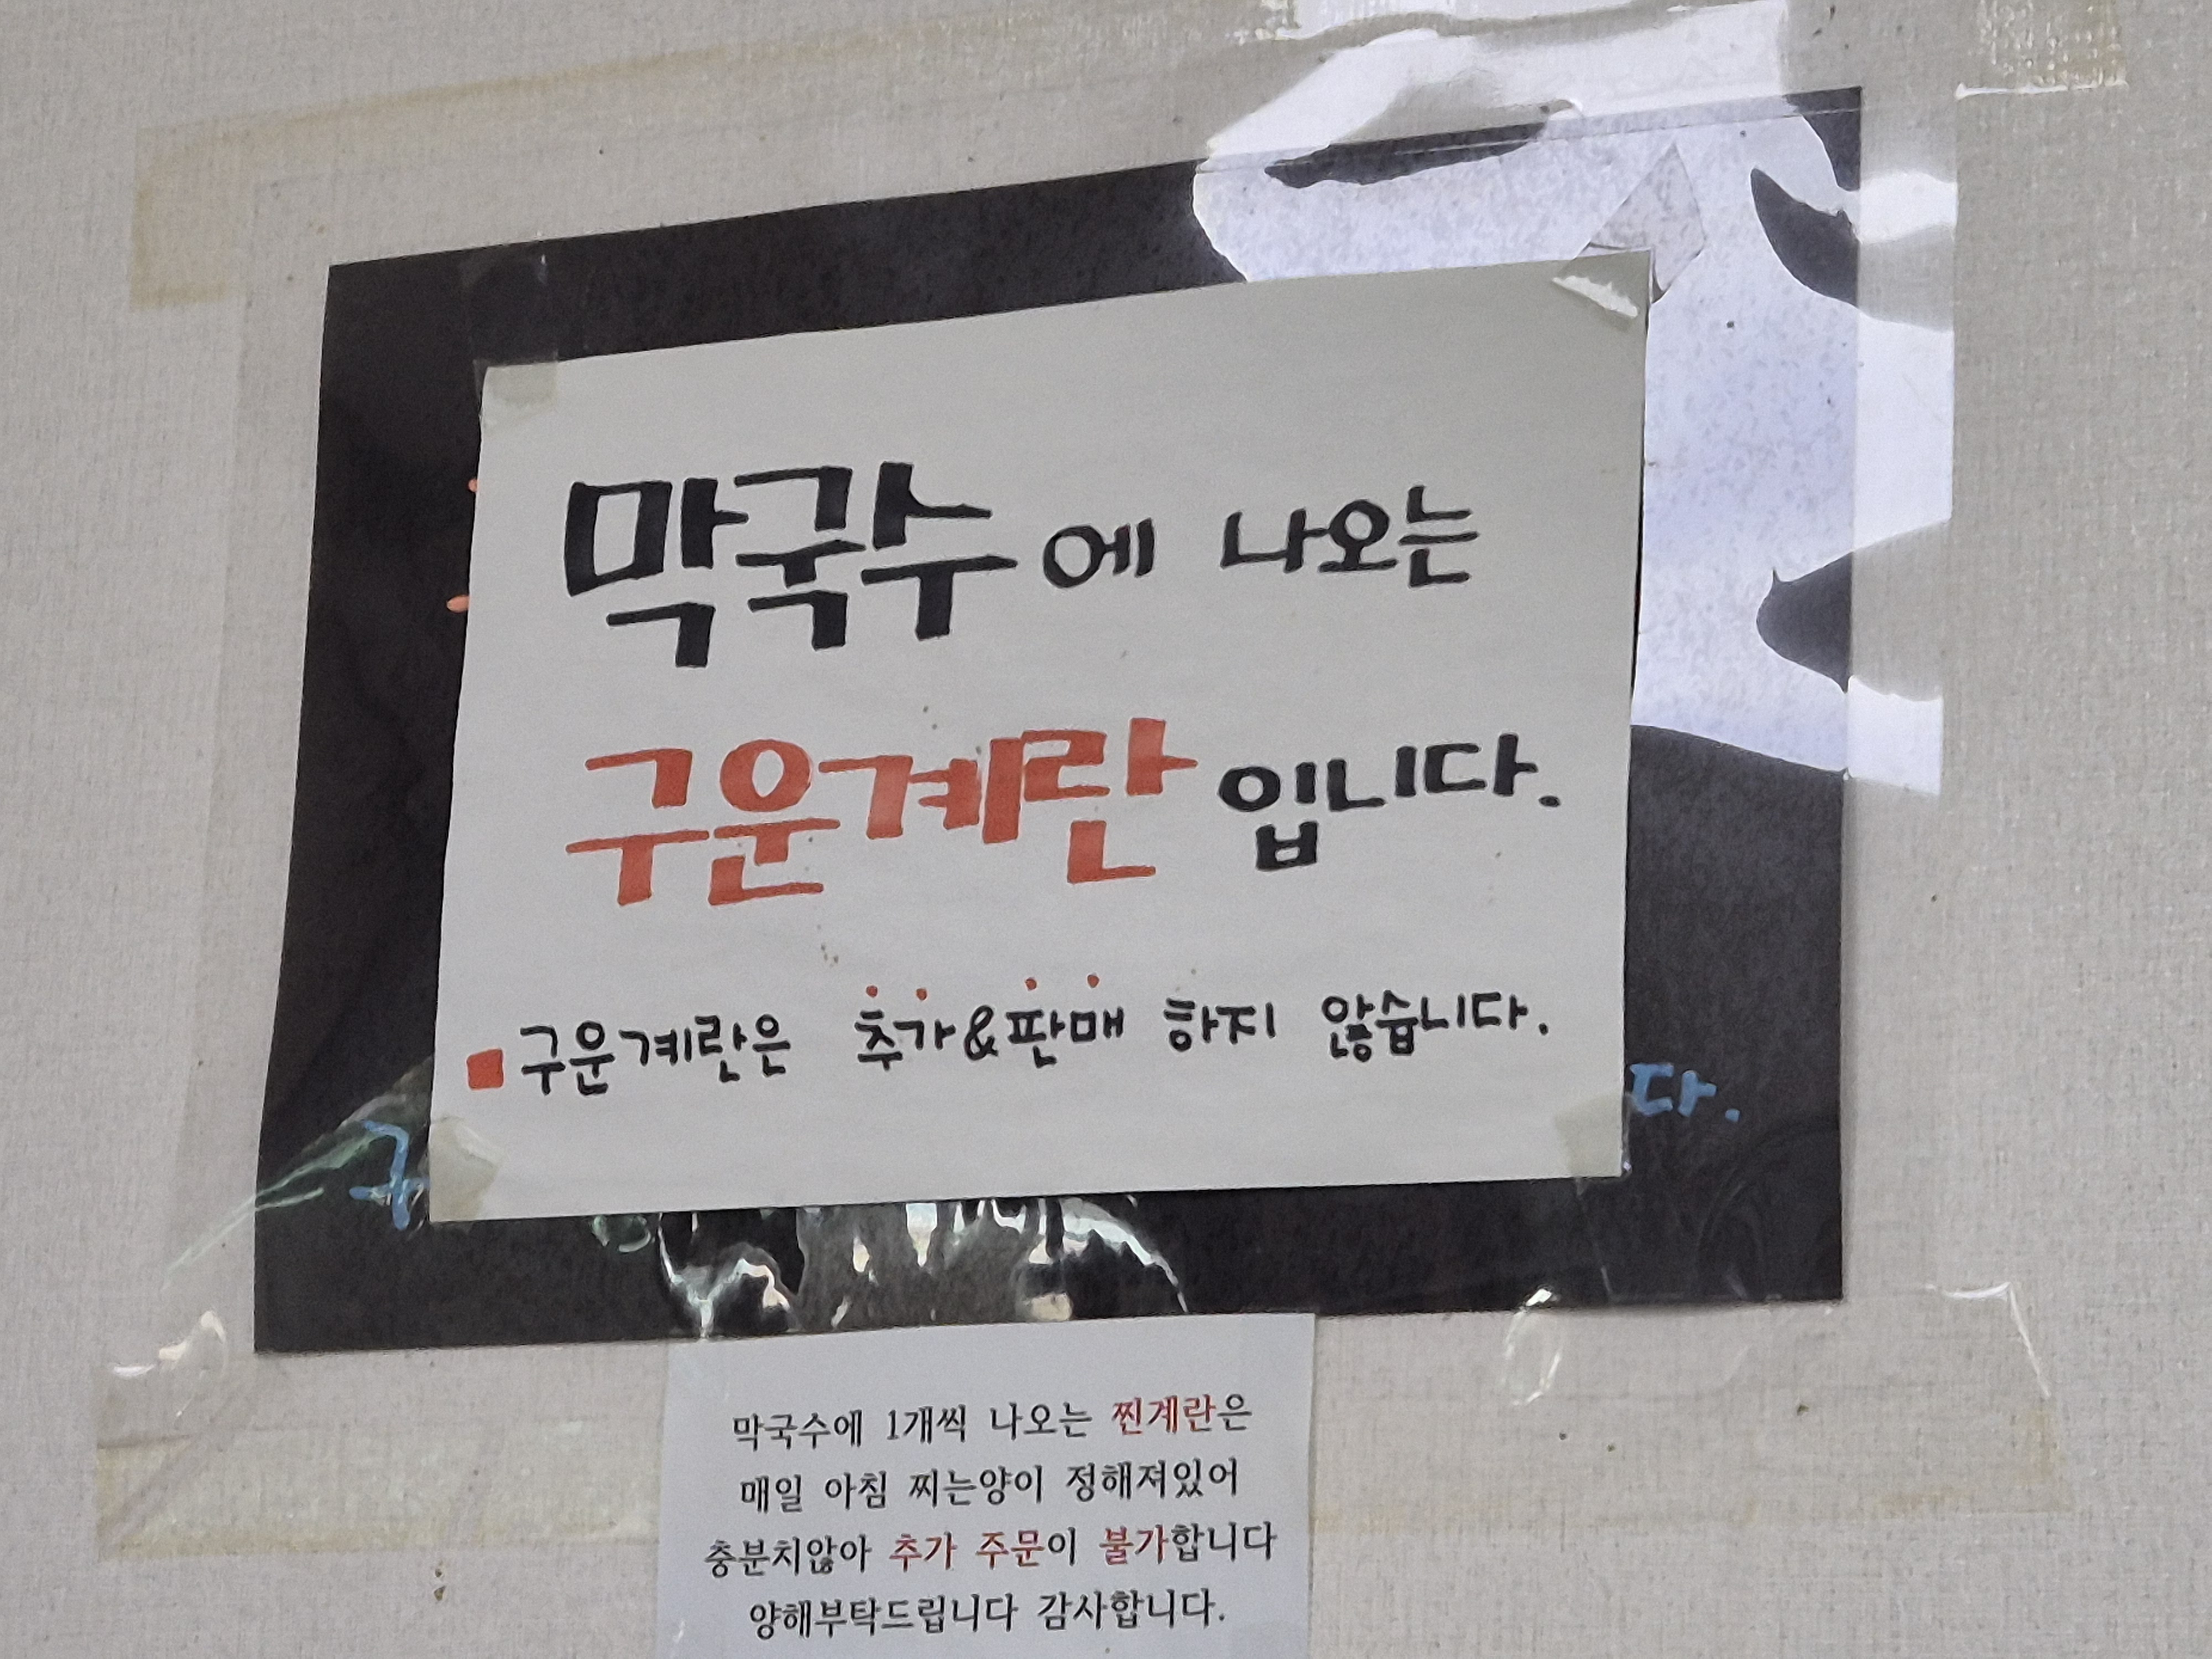 막국수에 나오는
구운계란입니다.
■구운계란은 추가&판매 하지 않습니다.
다.
막국수에 1개씩 나오는 찐계란은
매일 아침 찌는양이 정해져있어
충분치않아 추가 주문이 불가합니다
양해부탁드립니다 감사합니다.